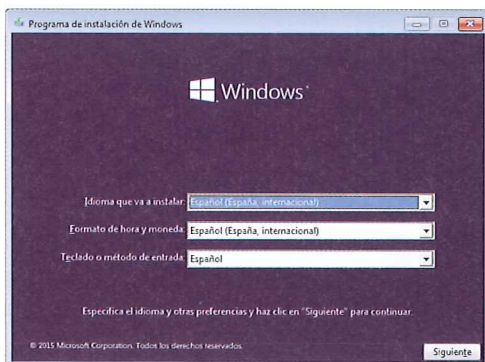 Programa de instalación de Windows
Windows
Idioma que va a instalar: Español (España, internacional)
Formato de hora y moneda: Español (España, internacional)
Teclado o método de entrada: Español
Especifica el idioma y otras preferencias y haz clic en "Siguiente" para continuar.
© 2015 Microsoft Corporation. Todos los derechos reservados.
Siguiente